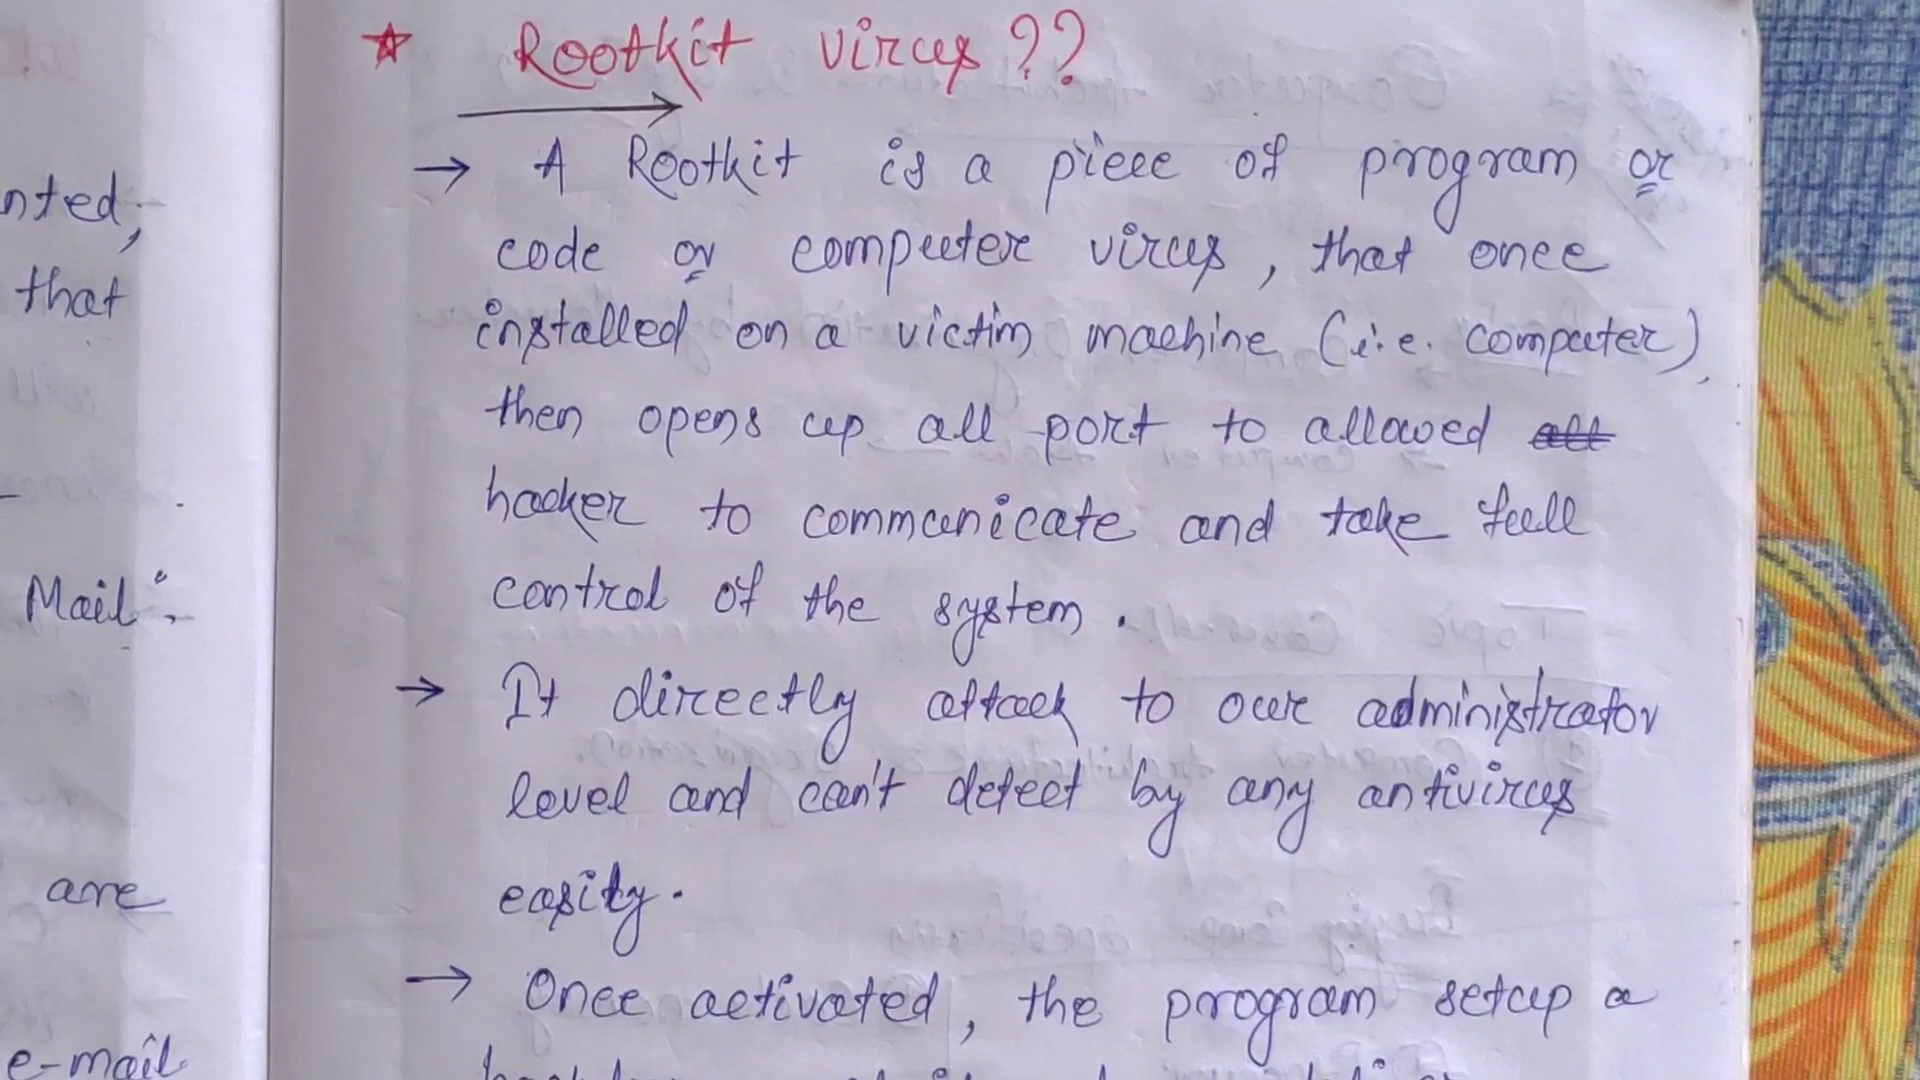 nted,
that
Mail:-
are
e-mail
★ Rootkit virus??
→ A Rootkit is a piece of program or
code or computer virus, that once
installed on a victim machine (i.e. computer),
then opens up all port to allowed all
hacker to communicate and take full
control of the system.
→ It directly attack to our administrator
level and can't detect by any antivirus
easily.
→ Once activated, the program setup a